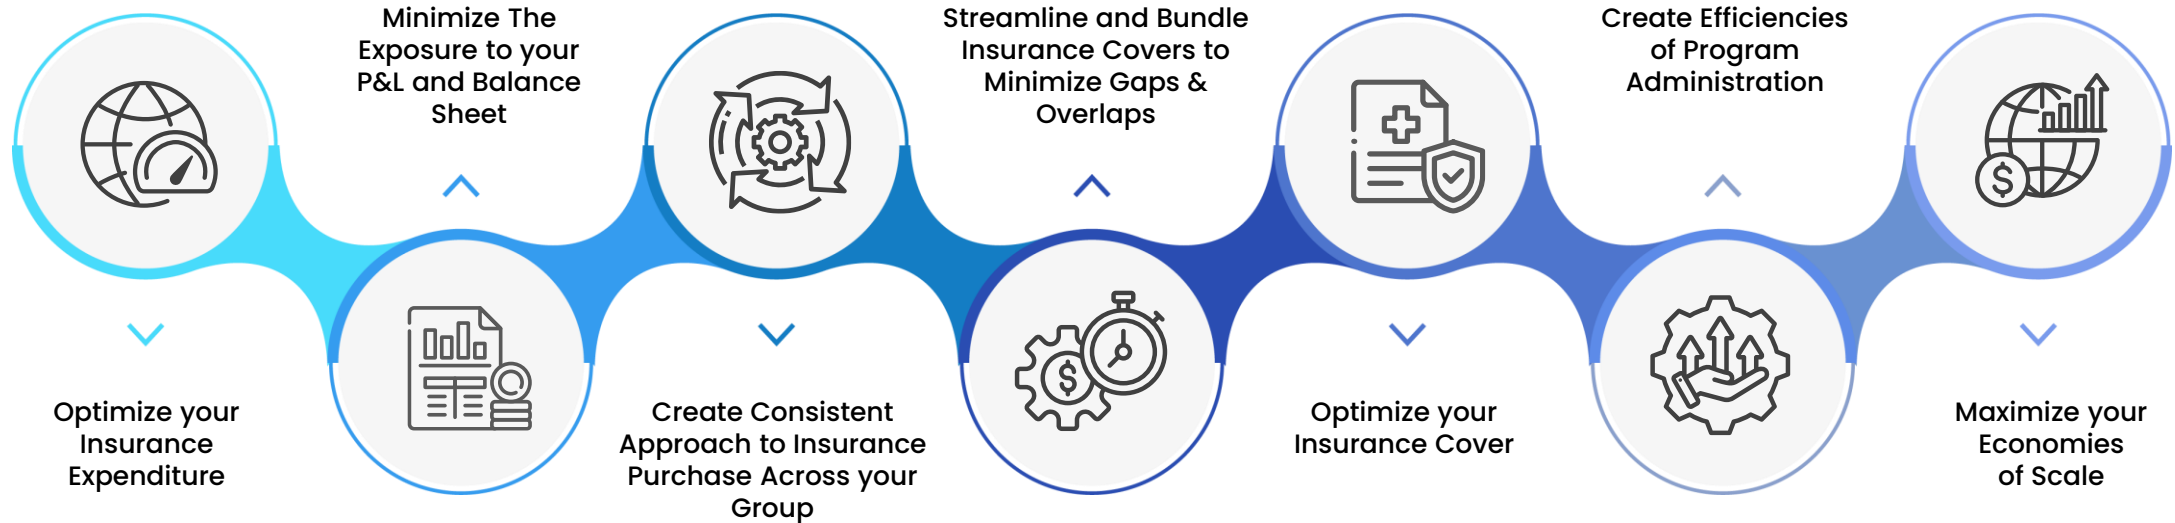 Optimize your
Insurance
Expenditure
Minimize The
Exposure to your
P&L and Balance
Sheet
Create Consistent
Approach to Insurance
Purchase Across your
Group
Streamline and Bundle
Insurance Covers to
Minimize Gaps &
Overlaps
Optimize your
Insurance Cover
Create Efficiencies
of Program
Administration
Maximize your
Economies
of Scale
$
$